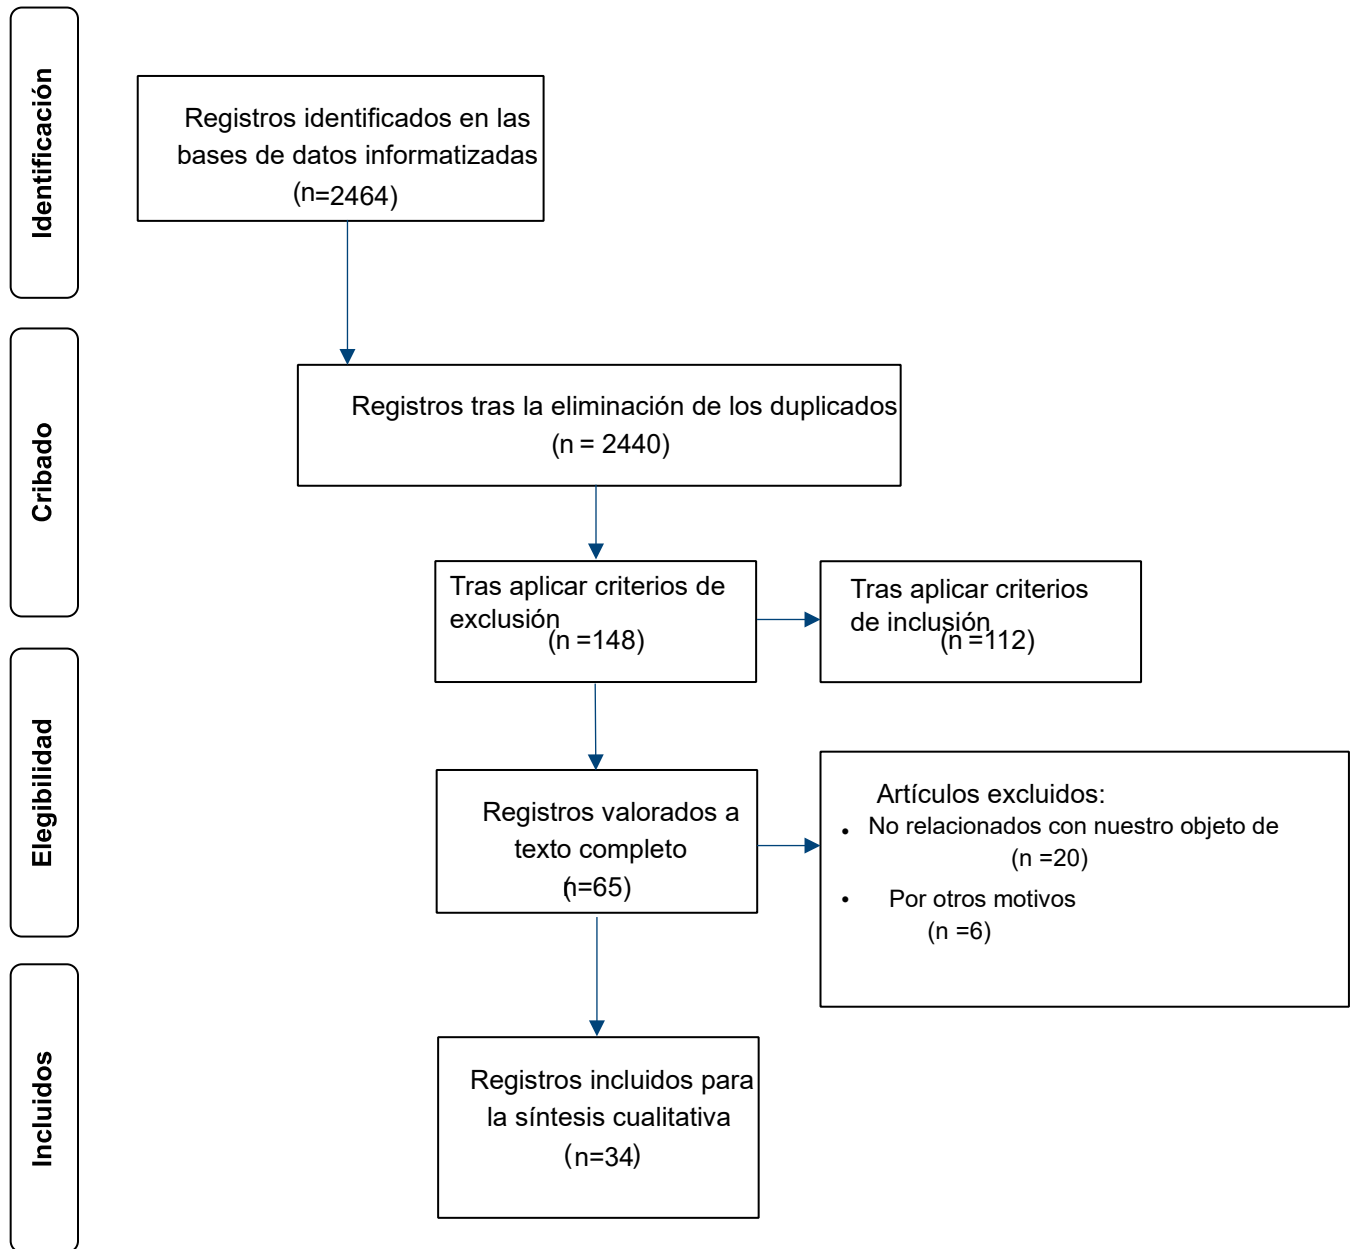 Identificación
Registros identificados en las
bases de datos informatizadas
(n=2464)
Cribado
Registros tras la eliminación de los duplicados
(n = 2440)
Tras aplicar criterios de
exclusión
(n =148)
Tras aplicar criterios
de inclusión
(n =112)
Elegibilidad
Registros valorados a
texto completo
(n=65)
Artículos excluidos:
• No relacionados con nuestro objeto de
(n =20)
• Por otros motivos
(n =6)
Incluidos
Registros incluidos para
la síntesis cualitativa
(n=34)